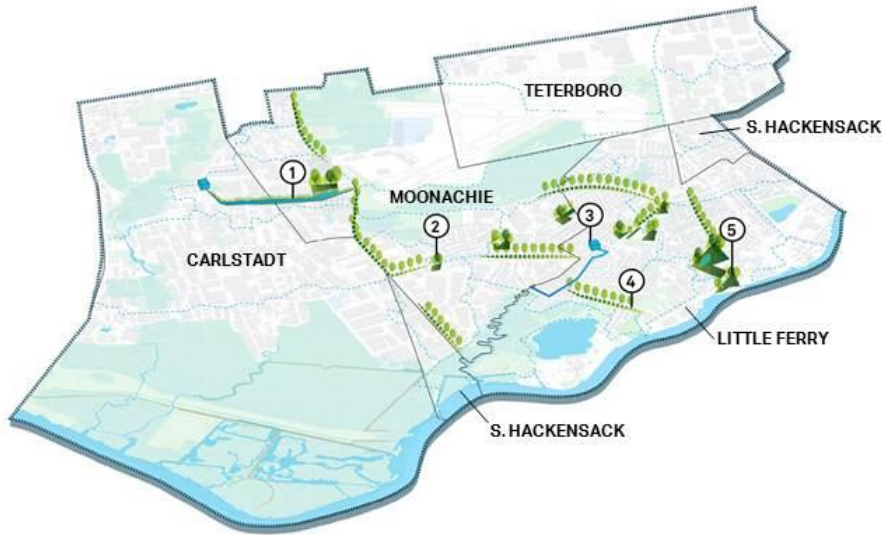 TETERBORO
S. HACKENSACK
1
MOONACHIE
2
3
5
CARLSTADT
4
LITTLE FERRY
S. HACKENSACK